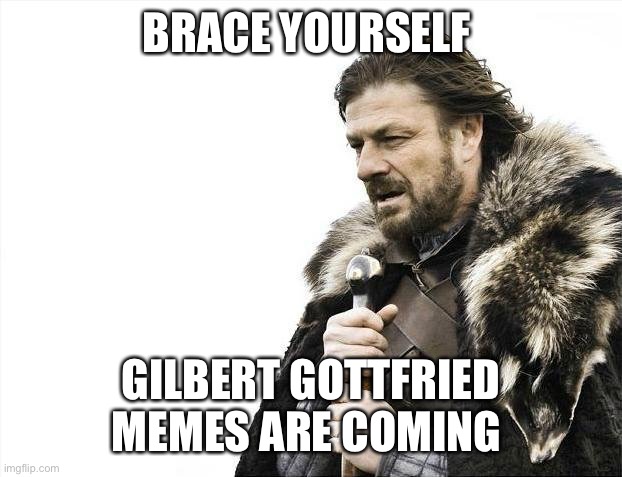 BRACE YOURSELF
GILBERT GOTTFRIED
MEMES ARE COMING
imgflip.com